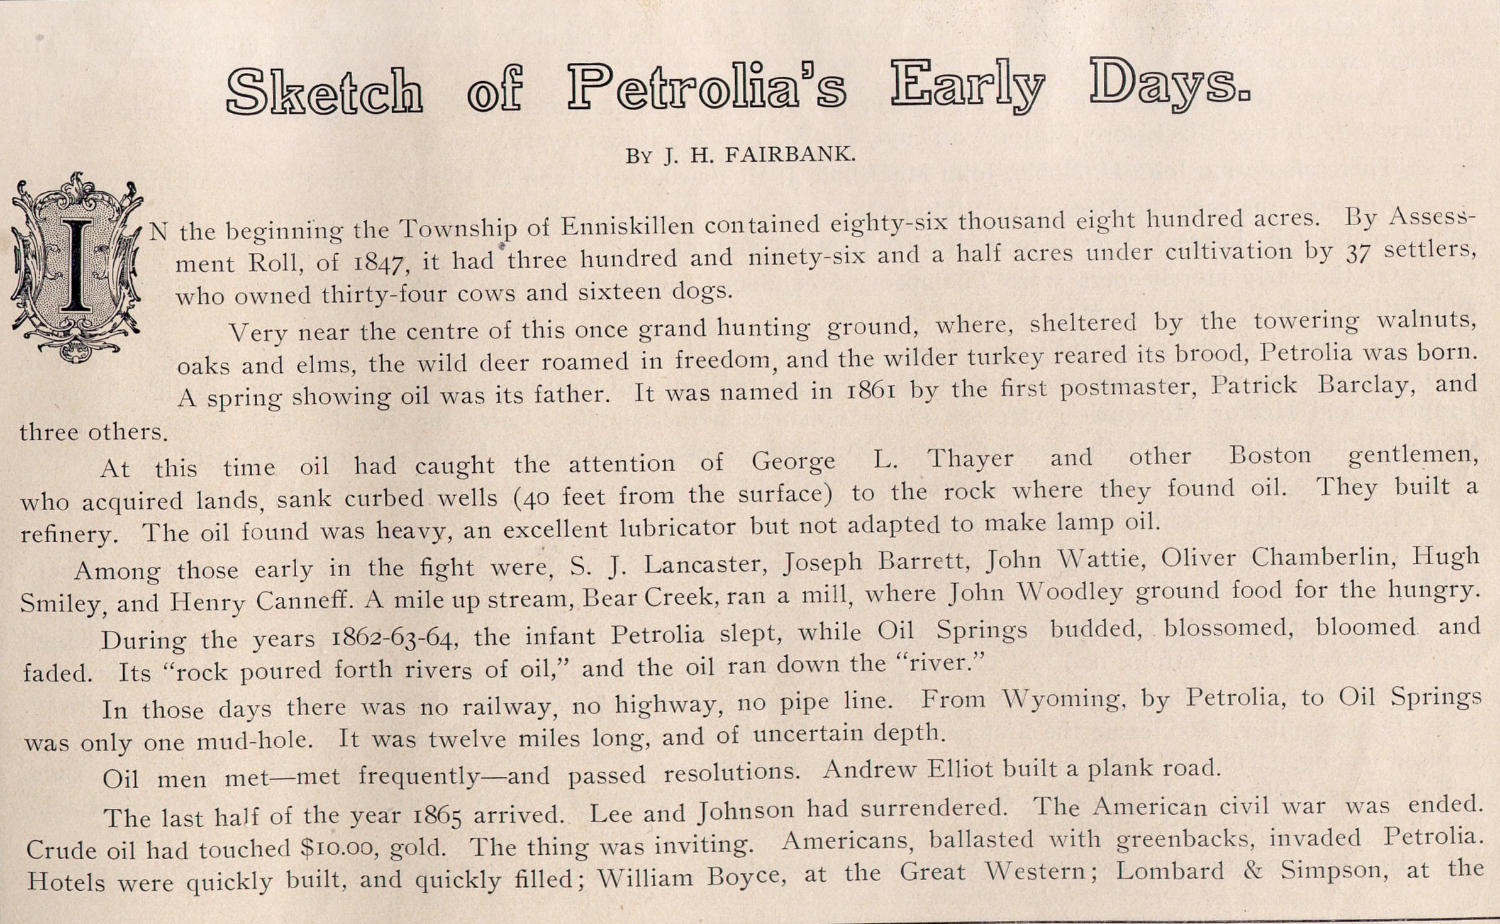 Sketch of Petrolia's Early Days.
BY J. H. FAIRBANK.
IN the beginning the Township of Enniskillen contained eighty-six thousand eight hundred acres. By Assess-
ment Roll, of 1847, it had three hundred and ninety-six and a half acres under cultivation by 37 settlers,
who owned thirty-four cows and sixteen dogs.
Very near the centre of this once grand hunting ground, where, sheltered by the towering walnuts,
oaks and elms, the wild deer roamed in freedom, and the wilder turkey reared its brood, Petrolia was born.
A spring showing oil was its father. It was named in 1861 by the first postmaster, Patrick Barclay, and
three others.
At this time oil had caught the attention of George L. Thayer and other Boston gentlemen,
who acquired lands, sank curbed wells (40 feet from the surface) to the rock where they found oil. They built a
refinery. The oil found was heavy, an excellent lubricator but not adapted to make lamp oil.
Among those early in the fight were, S. J. Lancaster, Joseph Barrett, John Wattie, Oliver Chamberlin, Hugh
Smiley, and Henry Canneff. A mile up stream, Bear Creek, ran a mill, where John Woodley ground food for the hungry.
During the years 1862-63-64, the infant Petrolia slept, while Oil Springs budded, blossomed, bloomed and
faded. Its “rock poured forth rivers of oil,” and the oil ran down the “river.”
In those days there was no railway, no highway, no pipe line. From Wyoming, by Petrolia, to Oil Springs
was only one mud-hole. It was twelve miles long, and of uncertain depth.
Oil men met—met frequently—and passed resolutions. Andrew Elliot built a plank road.
The last half of the year 1865 arrived. Lee and Johnson had surrendered. The American civil war was ended.
Crude oil had touched $10.00, gold. The thing was inviting. Americans, ballasted with greenbacks, invaded Petrolia.
Hotels were quickly built, and quickly filled; William Boyce, at the Great Western; Lombard & Simpson, at the